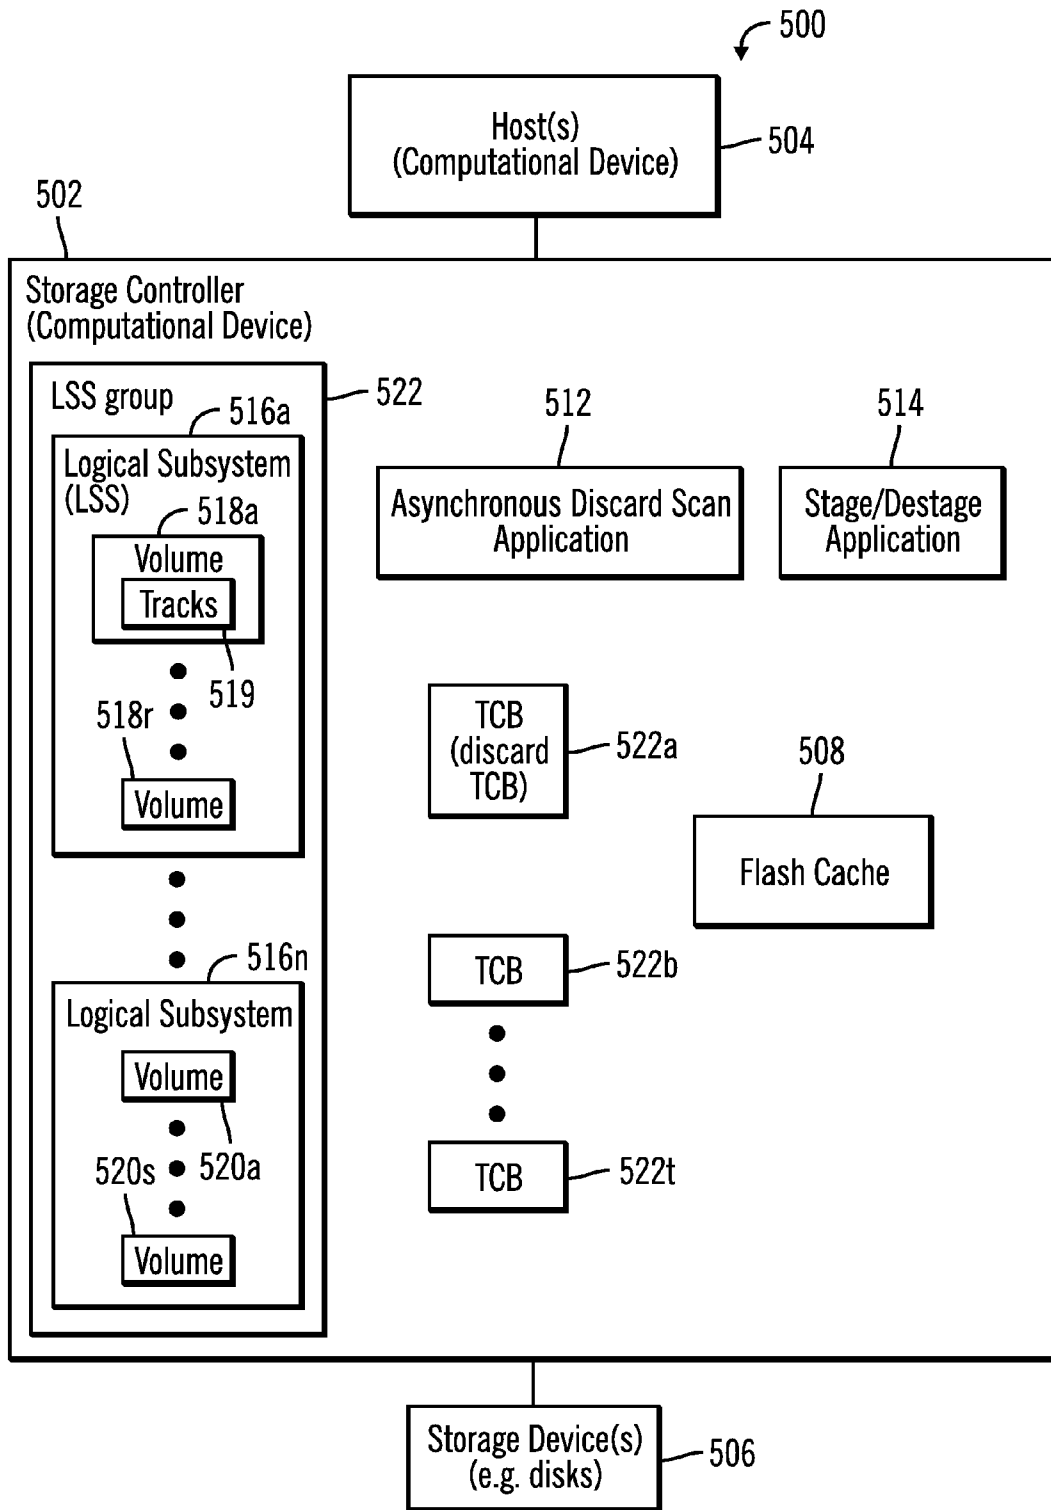 500
Host(s)
(Computational Device)
504
502
Storage Controller
(Computational Device)
LSS group
522
516a
Logical Subsystem
(LSS)
518a
Volume
Tracks
519
518r
Volume
516n
Logical Subsystem
Volume
520a
520s
Volume
512
Asynchronous Discard Scan
Application
514
Stage/Destage
Application
TCB
(discard
TCB)
522a
508
Flash Cache
TCB
522b
TCB
522t
Storage Device(s)
(e.g. disks)
506